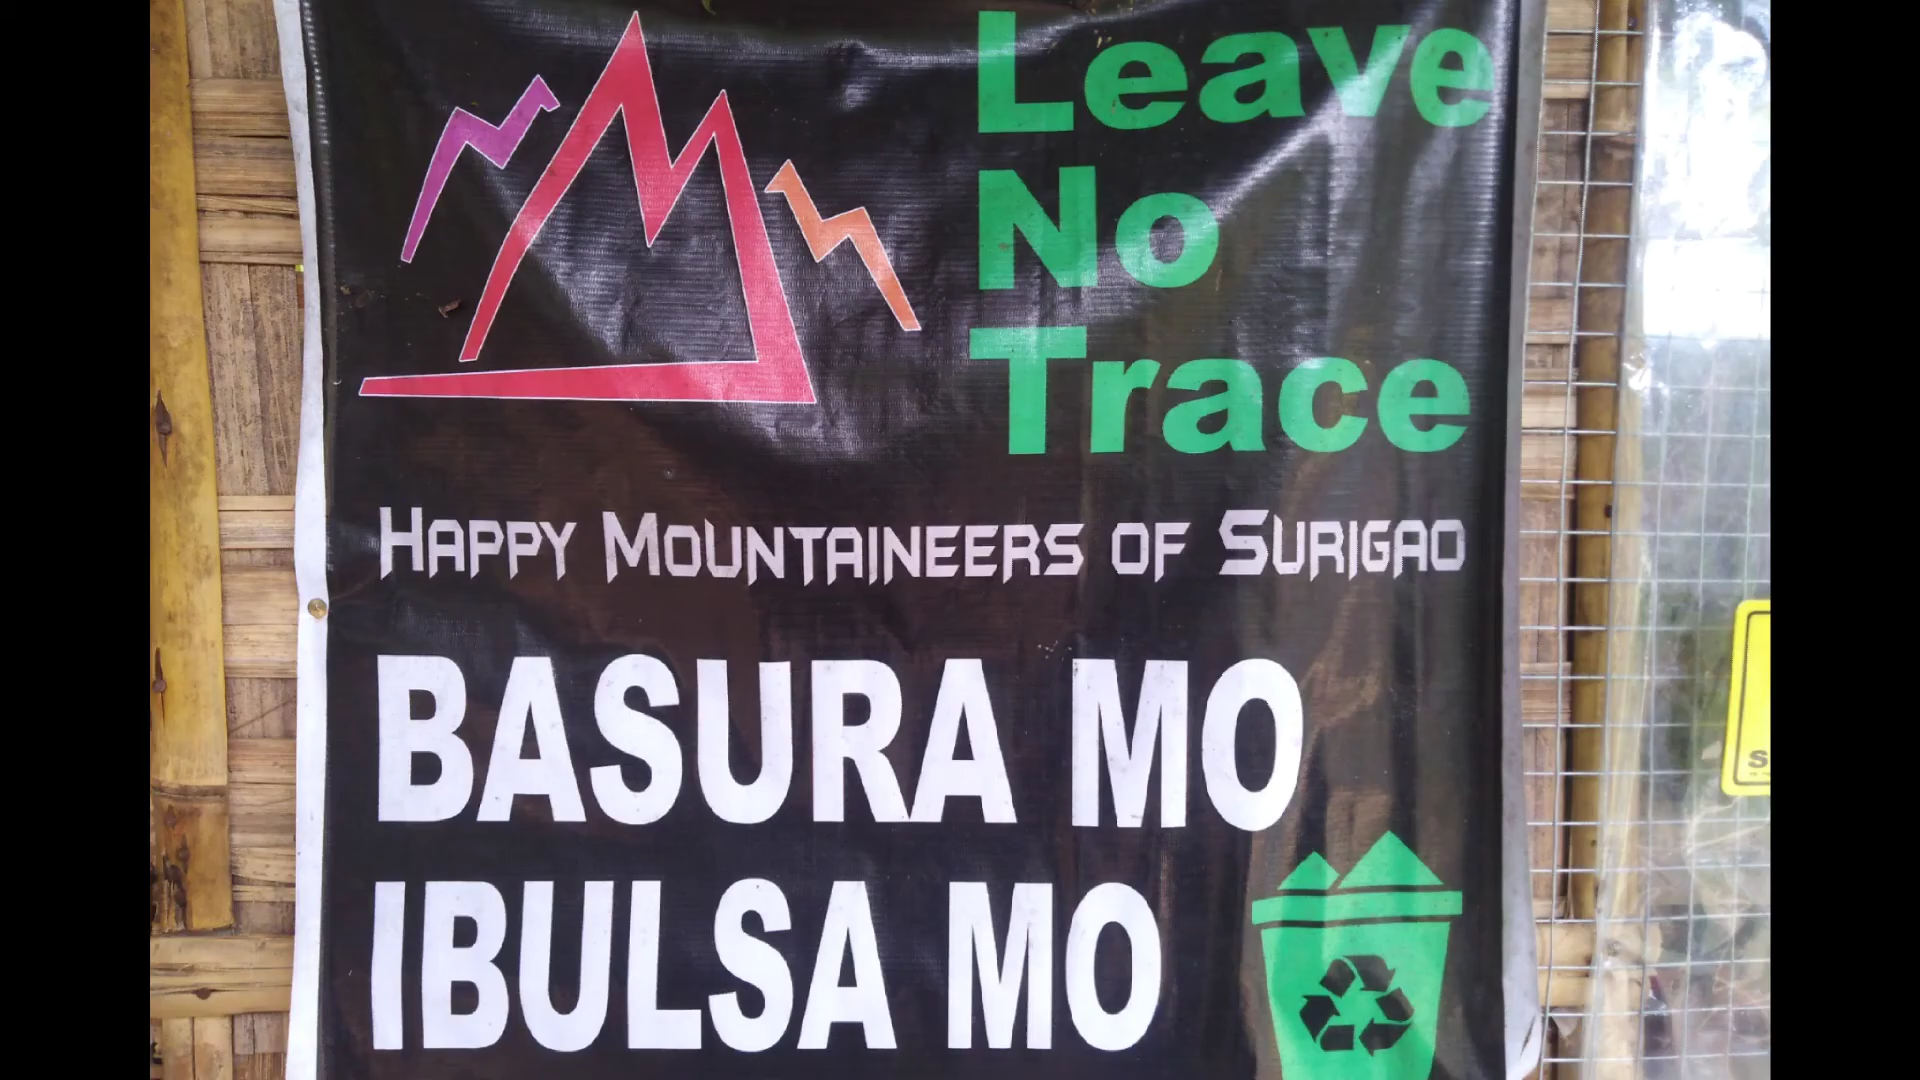 Leave
No
Trace
Happy Mountaineers of Surigao
BASURA MO
IBULSA MO